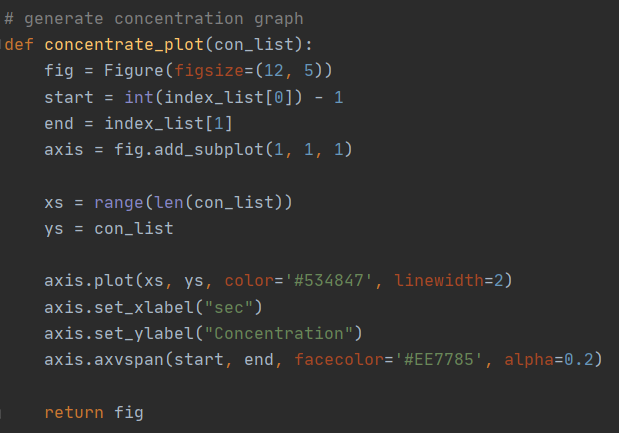 # generate concentration graph
def concentrate_plot(con_list):
    fig = Figure(figsize=(12, 5))
    start = int(index_list[0]) - 1
    end = index_list[1]
    axis = fig.add_subplot(1, 1, 1)

    xs = range(len(con_list))
    ys = con_list

    axis.plot(xs, ys, color='#534847', linewidth=2)
    axis.set_xlabel("sec")
    axis.set_ylabel("Concentration")
    axis.axvspan(start, end, facecolor='#EE7785', alpha=0.2)

    return fig